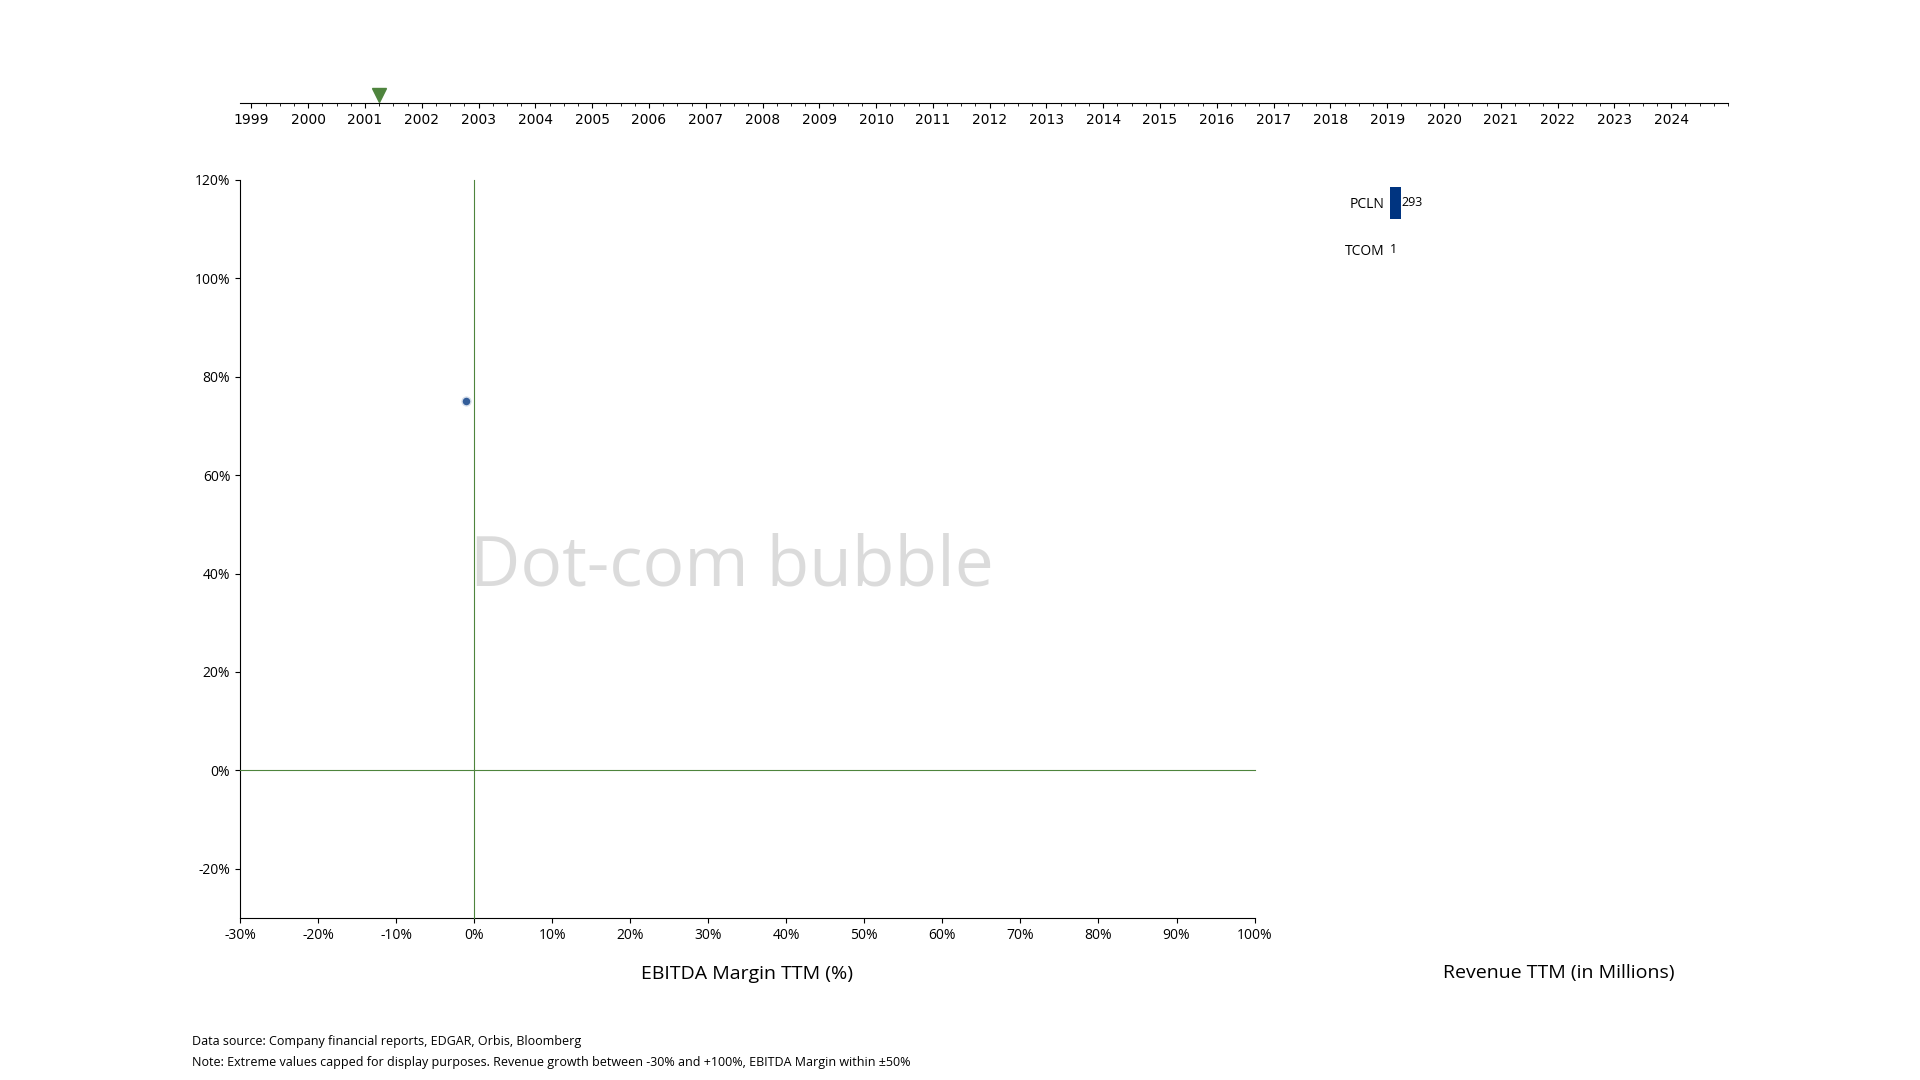 1999 2000 2001 2002 2003 2004 2005 2006 2007 2008 2009 2010 2011 2012 2013 2014 2015 2016 2017 2018 2019 2020 2021 2022 2023 2024
120%
100%
80%
60%
40%
20%
0%
-20%
Dot-com bubble
-30% -20% -10% 0% 10% 20% 30% 40% 50% 60% 70% 80% 90% 100%
EBITDA Margin TTM (%)
PCLN 293
TCOM 1
Revenue TTM (in Millions)
Data source: Company financial reports, EDGAR, Orbis, Bloomberg
Note: Extreme values capped for display purposes. Revenue growth between -30% and +100%, EBITDA Margin within ±50%